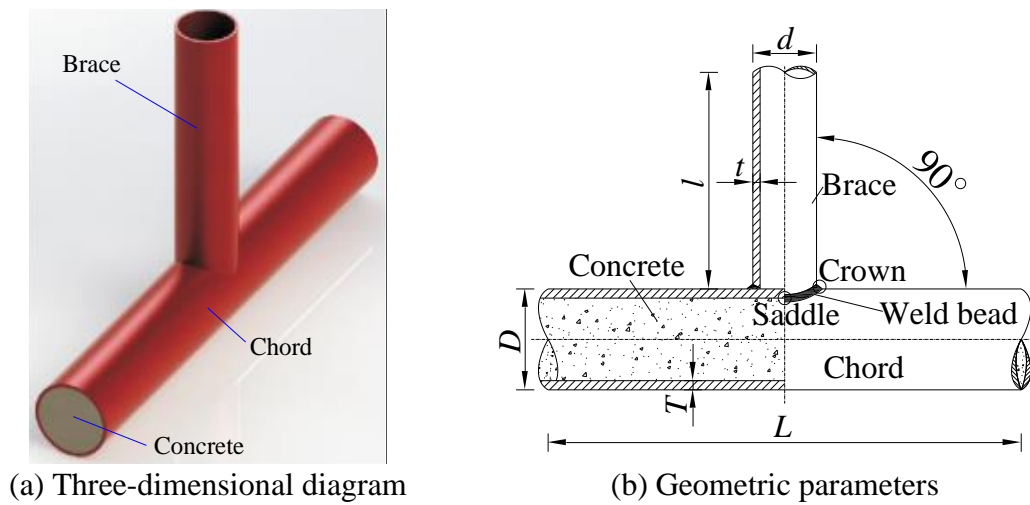 Brace
Chord
Concrete
(a) Three-dimensional diagram
d
t
l
90°
Brace
Concrete
Crown
Saddle
Weld bead
D
Chord
T
L
(b) Geometric parameters